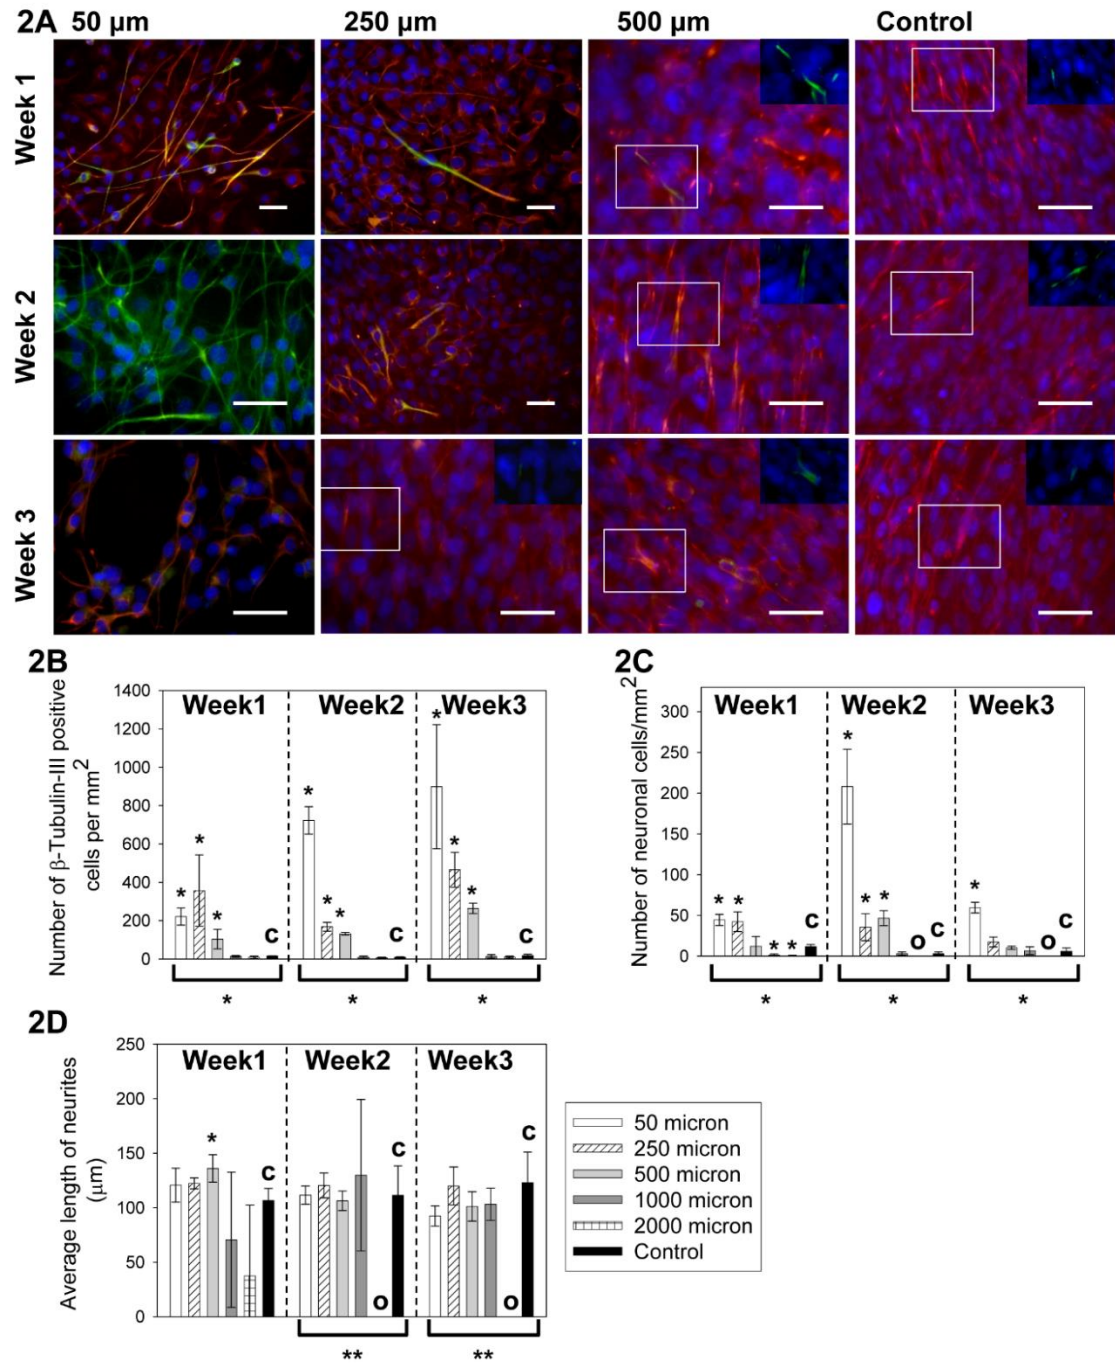 2A 50 µm 250 µm 500 µm Control
Week 1
Week 2
Week 3
2B
Number of β-Tubulin-III positive
cells per mm2
1400
1200
1000
800
600
400
200
0
Week1 Week2 Week3
* * * C
* * * C
* * * C
* * *
2C
Number of neuronal cells/mm2
300
250
200
150
100
50
0
Week1 Week2 Week3
* * * * C
* * * o C
* o C
* * *
2D
Average length of neurites
(µm)
250
200
150
100
50
0
Week1 Week2 Week3
* C
o C
o C
** **
50 micron
250 micron
500 micron
1000 micron
2000 micron
Control